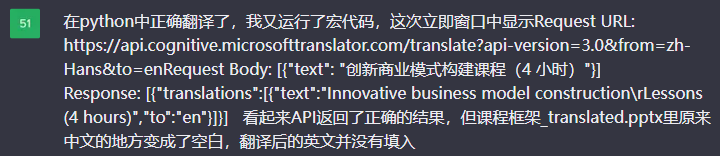 51
在python中正确翻译了，我又运行了宏代码，这次立即窗口中显示Request URL:
https://api.cognitive.microsofttranslator.com/translate?api-version=3.0&from=zh-
Hans&to=enRequest Body: [{"text": "创新商业模式构建课程（4 小时）"}]
Response: [{"translations":[{"text":"Innovative business model construction\rLessons
(4 hours)","to":"en"}]}]   看起来API返回了正确的结果，但课程框架_translated.pptx里原来
中文的地方变成了空白，翻译后的英文并没有填入